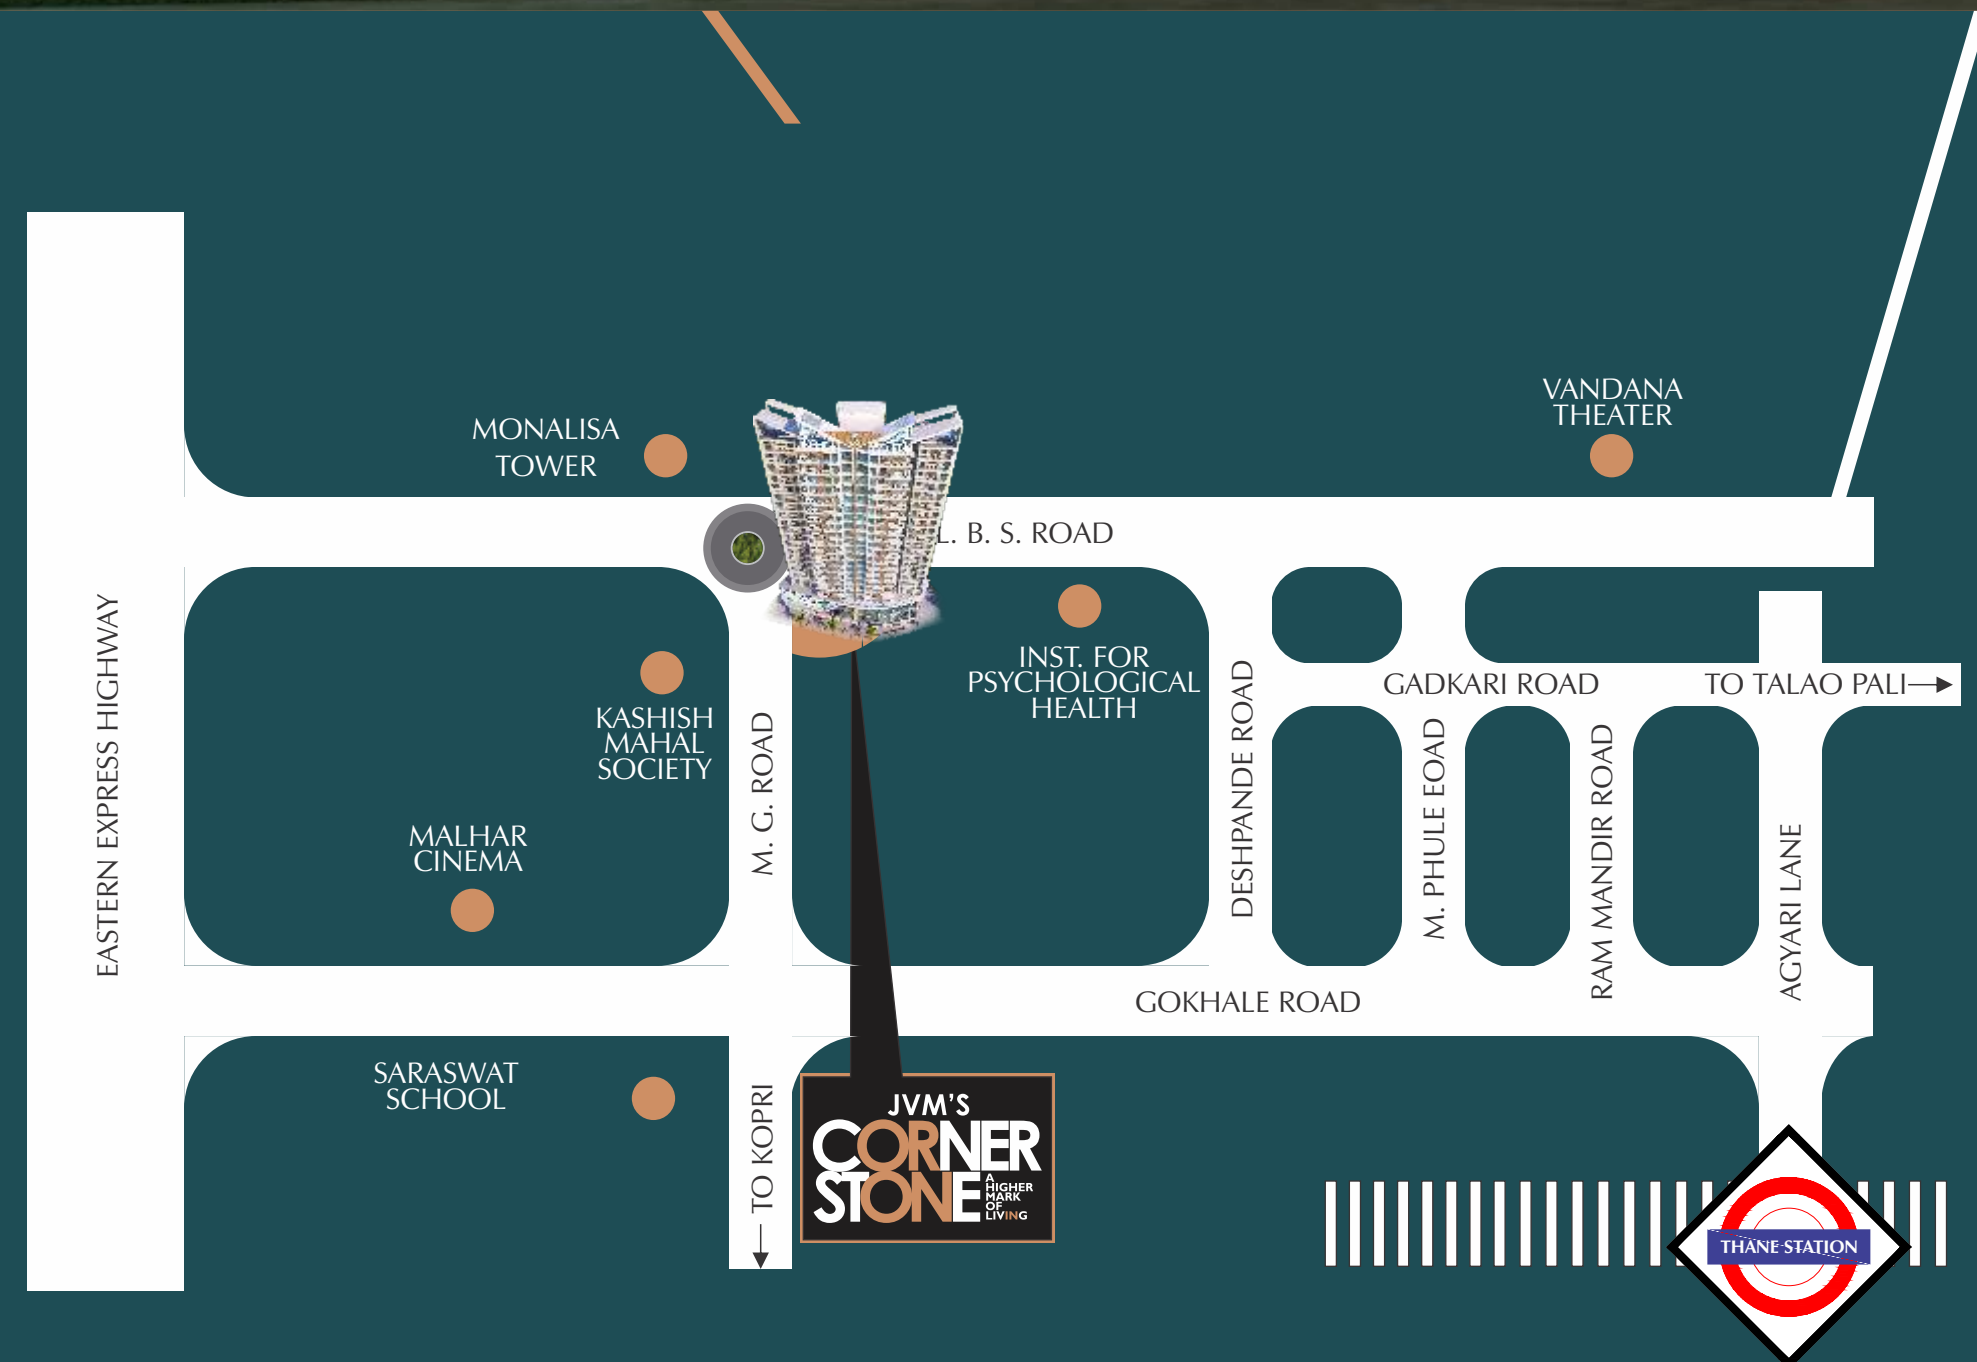 VANDANA
THEATER
MONALISA
TOWER
L. B. S. ROAD
INST. FOR
PSYCHOLOGICAL
HEALTH
GADKARI ROAD
TO TALAO PALI
KASHISH
MAHAL
SOCIETY
EASTERN EXPRESS HIGHWAY
M. G. ROAD
DESHPANDE ROAD
M. PHULE EOAD
RAM MANDIR ROAD
AGYARI LANE
MALHAR
CINEMA
GOKHALE ROAD
SARASWAT
SCHOOL
TO KOPRI
JVM'S
CORNER
STONE
A
HIGHER
MARK
OF
LIVING
THANE STATION